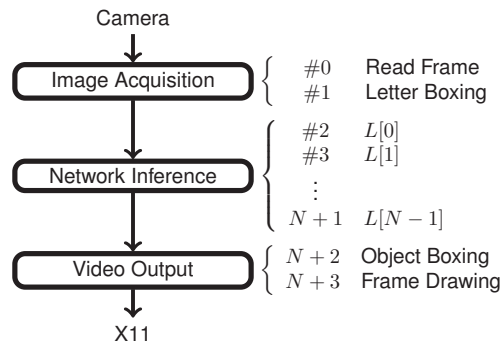 Camera
Image Acquisition
#0 Read Frame
#1 Letter Boxing
Network Inference
#2 L[0]
#3 L[1]
⋮
N + 1 L[N − 1]
Video Output
N + 2 Object Boxing
N + 3 Frame Drawing
X11